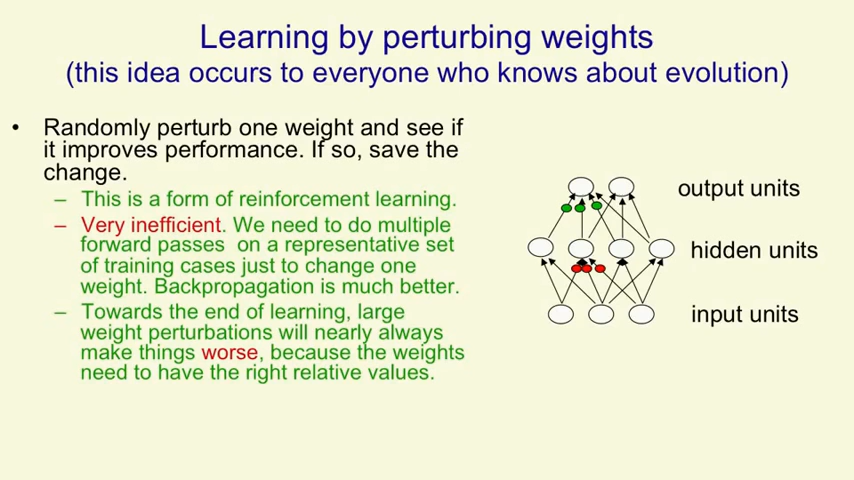 Learning by perturbing weights
(this idea occurs to everyone who knows about evolution)
• Randomly perturb one weight and see if
it improves performance. If so, save the
change.
– This is a form of reinforcement learning.
– Very inefficient. We need to do multiple
forward passes on a representative set
of training cases just to change one
weight. Backpropagation is much better.
– Towards the end of learning, large
weight perturbations will nearly always
make things worse, because the weights
need to have the right relative values.
output units
hidden units
input units